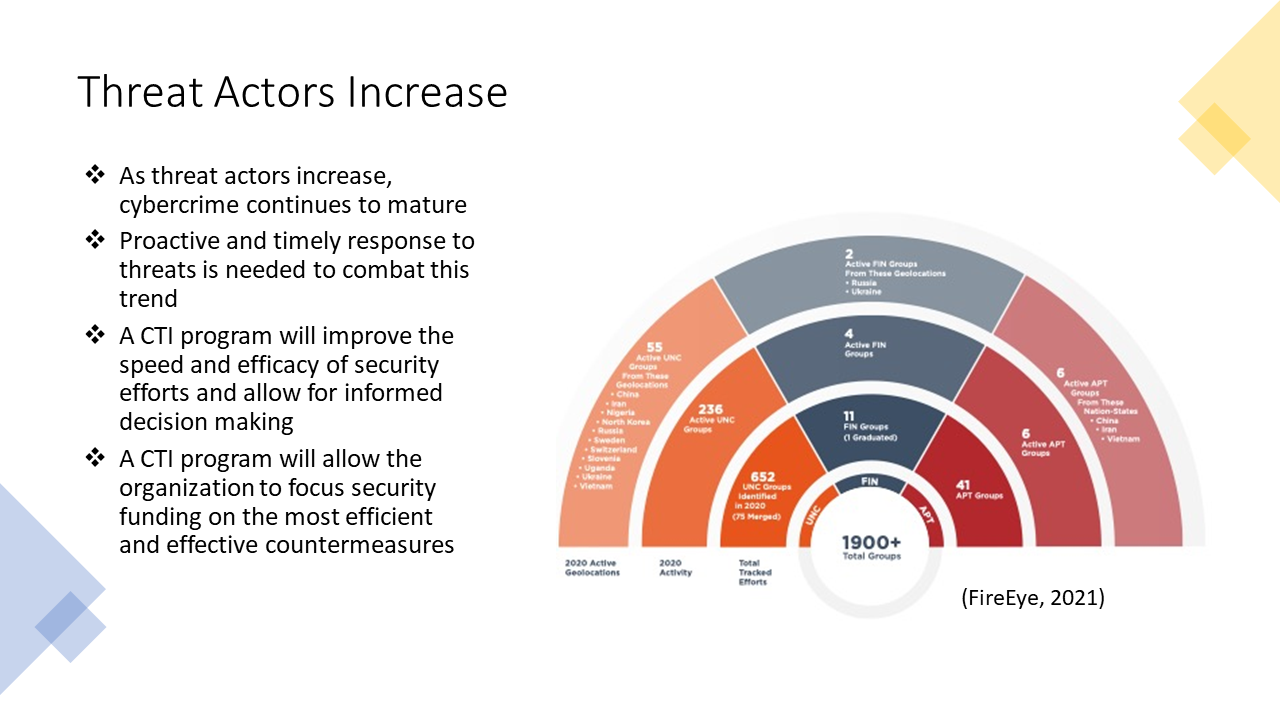 Threat Actors Increase
❖ As threat actors increase,
cybercrime continues to mature
❖ Proactive and timely response to
threats is needed to combat this
trend
❖ A CTI program will improve the
speed and efficacy of security
efforts and allow for informed
decision making
❖ A CTI program will allow the
organization to focus security
funding on the most efficient
and effective countermeasures
2
Active FIN Groups
From These Geolocations
• Russia
• Ukraine
4
Active FIN
Groups
11
FIN Groups
(1 Graduated)
FIN
55
Active UNC
Groups
From These
Geolocations
• China
• Iran
• Nigeria
• North Korea
• Russia
• Sweden
• Switzerland
• Slovenia
• Uganda
• Ukraine
• Vietnam
236
Active UNC
Groups
652
UNC Groups
Identified
in 2020
(75 Merged)
UNC
6
Active APT
Groups
From These
Nation-States
• China
• Iran
• Vietnam
6
Active APT
Groups
41
APT Groups
APT
1900+
Total Groups
2020 Active
Geolocations
2020
Activity
Total
Tracked
Efforts
(FireEye, 2021)